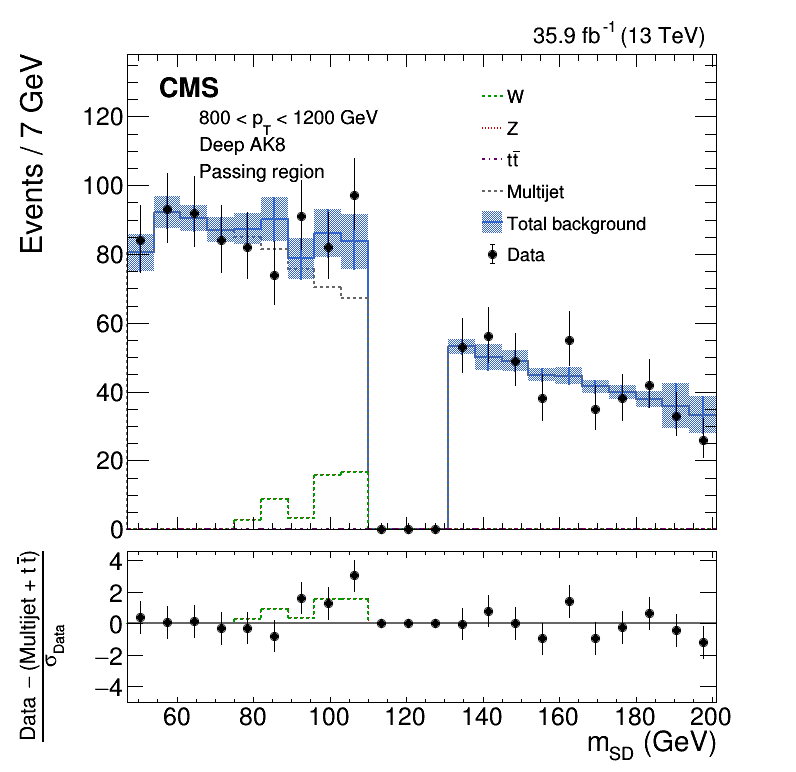 35.9 fb⁻¹ (13 TeV)
Events / 7 GeV
CMS
800 < p_T < 1200 GeV
Deep AK8
Passing region
W
Z
tt̄
Multijet
Total background
Data
120
100
80
60
40
20
0
4
2
0
−2
−4
Data − (Multijet + t t̄)
σ_Data
60 80 100 120 140 160 180 200
m_SD (GeV)